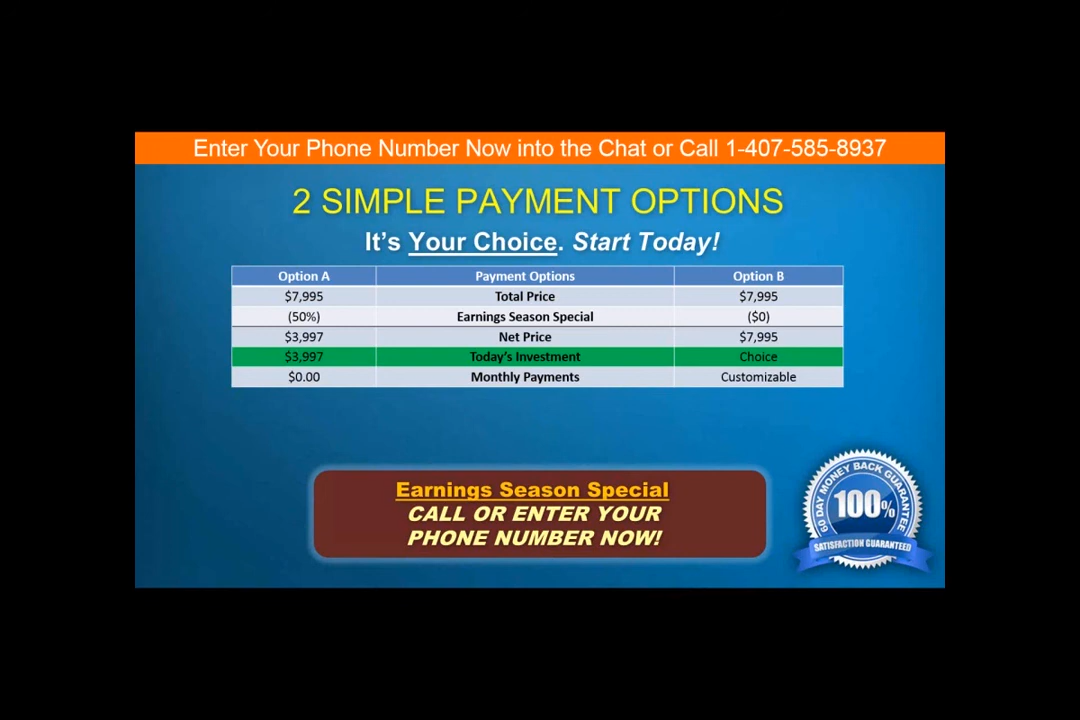 Enter Your Phone Number Now into the Chat or Call 1-407-585-8937
2 SIMPLE PAYMENT OPTIONS
It's Your Choice. Start Today!
Option A Payment Options Option B
$7,995 Total Price $7,995
(50%) Earnings Season Special ($0)
$3,997 Net Price $7,995
$3,997 Today's Investment Choice
$0.00 Monthly Payments Customizable
Earnings Season Special
CALL OR ENTER YOUR
PHONE NUMBER NOW!
60 DAY MONEY BACK GUARANTEE
100%
SATISFACTION GUARANTEED